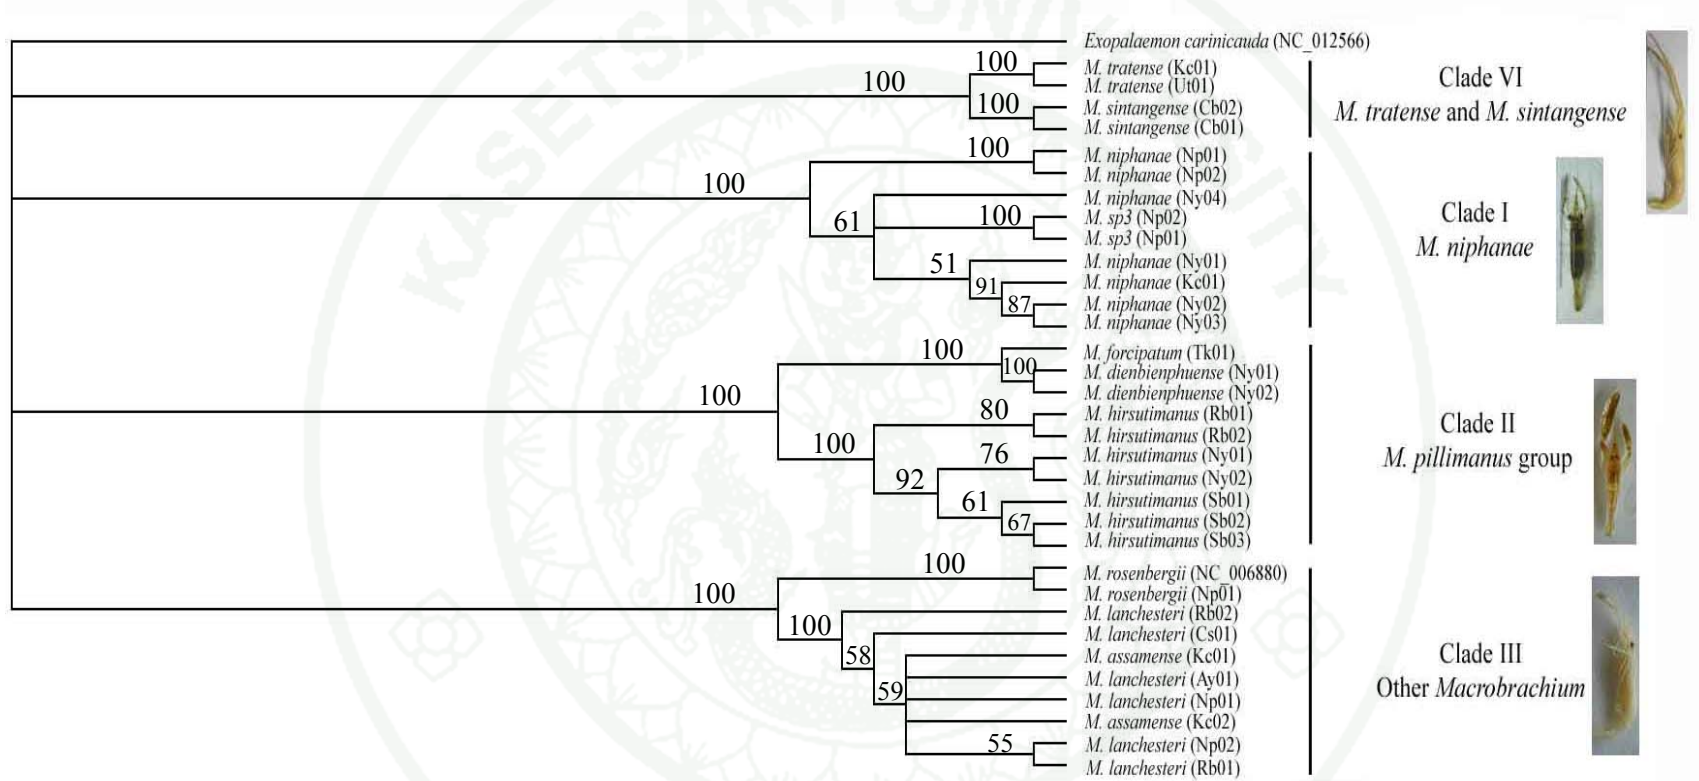 KASETSART UNIVERSITY
Exopalaemon carinicauda (NC_012566)
100
100
M. tratense (Kc01)
M. tratense (Ut01)
100
M. sintangense (Cb02)
M. sintangense (Cb01)
Clade VI
M. tratense and M. sintangense
100
100
M. niphanae (Np01)
M. niphanae (Np02)
61
M. niphanae (Ny04)
100
M. sp3 (Np02)
M. sp3 (Np01)
51
M. niphanae (Ny01)
91
M. niphanae (Kc01)
87
M. niphanae (Ny02)
M. niphanae (Ny03)
Clade I
M. niphanae
100
100
M. forcipatum (Tk01)
100
M. dienbienphuense (Ny01)
M. dienbienphuense (Ny02)
100
80
M. hirsutimanus (Rb01)
M. hirsutimanus (Rb02)
92
76
M. hirsutimanus (Ny01)
M. hirsutimanus (Ny02)
61
M. hirsutimanus (Sb01)
67
M. hirsutimanus (Sb02)
M. hirsutimanus (Sb03)
Clade II
M. pillimanus group
100
100
M. rosenbergii (NC_006880)
M. rosenbergii (Np01)
100
M. lanchesteri (Rb02)
58
M. lanchesteri (Cs01)
59
M. assamense (Kc01)
M. lanchesteri (Ay01)
M. lanchesteri (Np01)
M. assamense (Kc02)
55
M. lanchesteri (Np02)
M. lanchesteri (Rb01)
Clade III
Other Macrobrachium